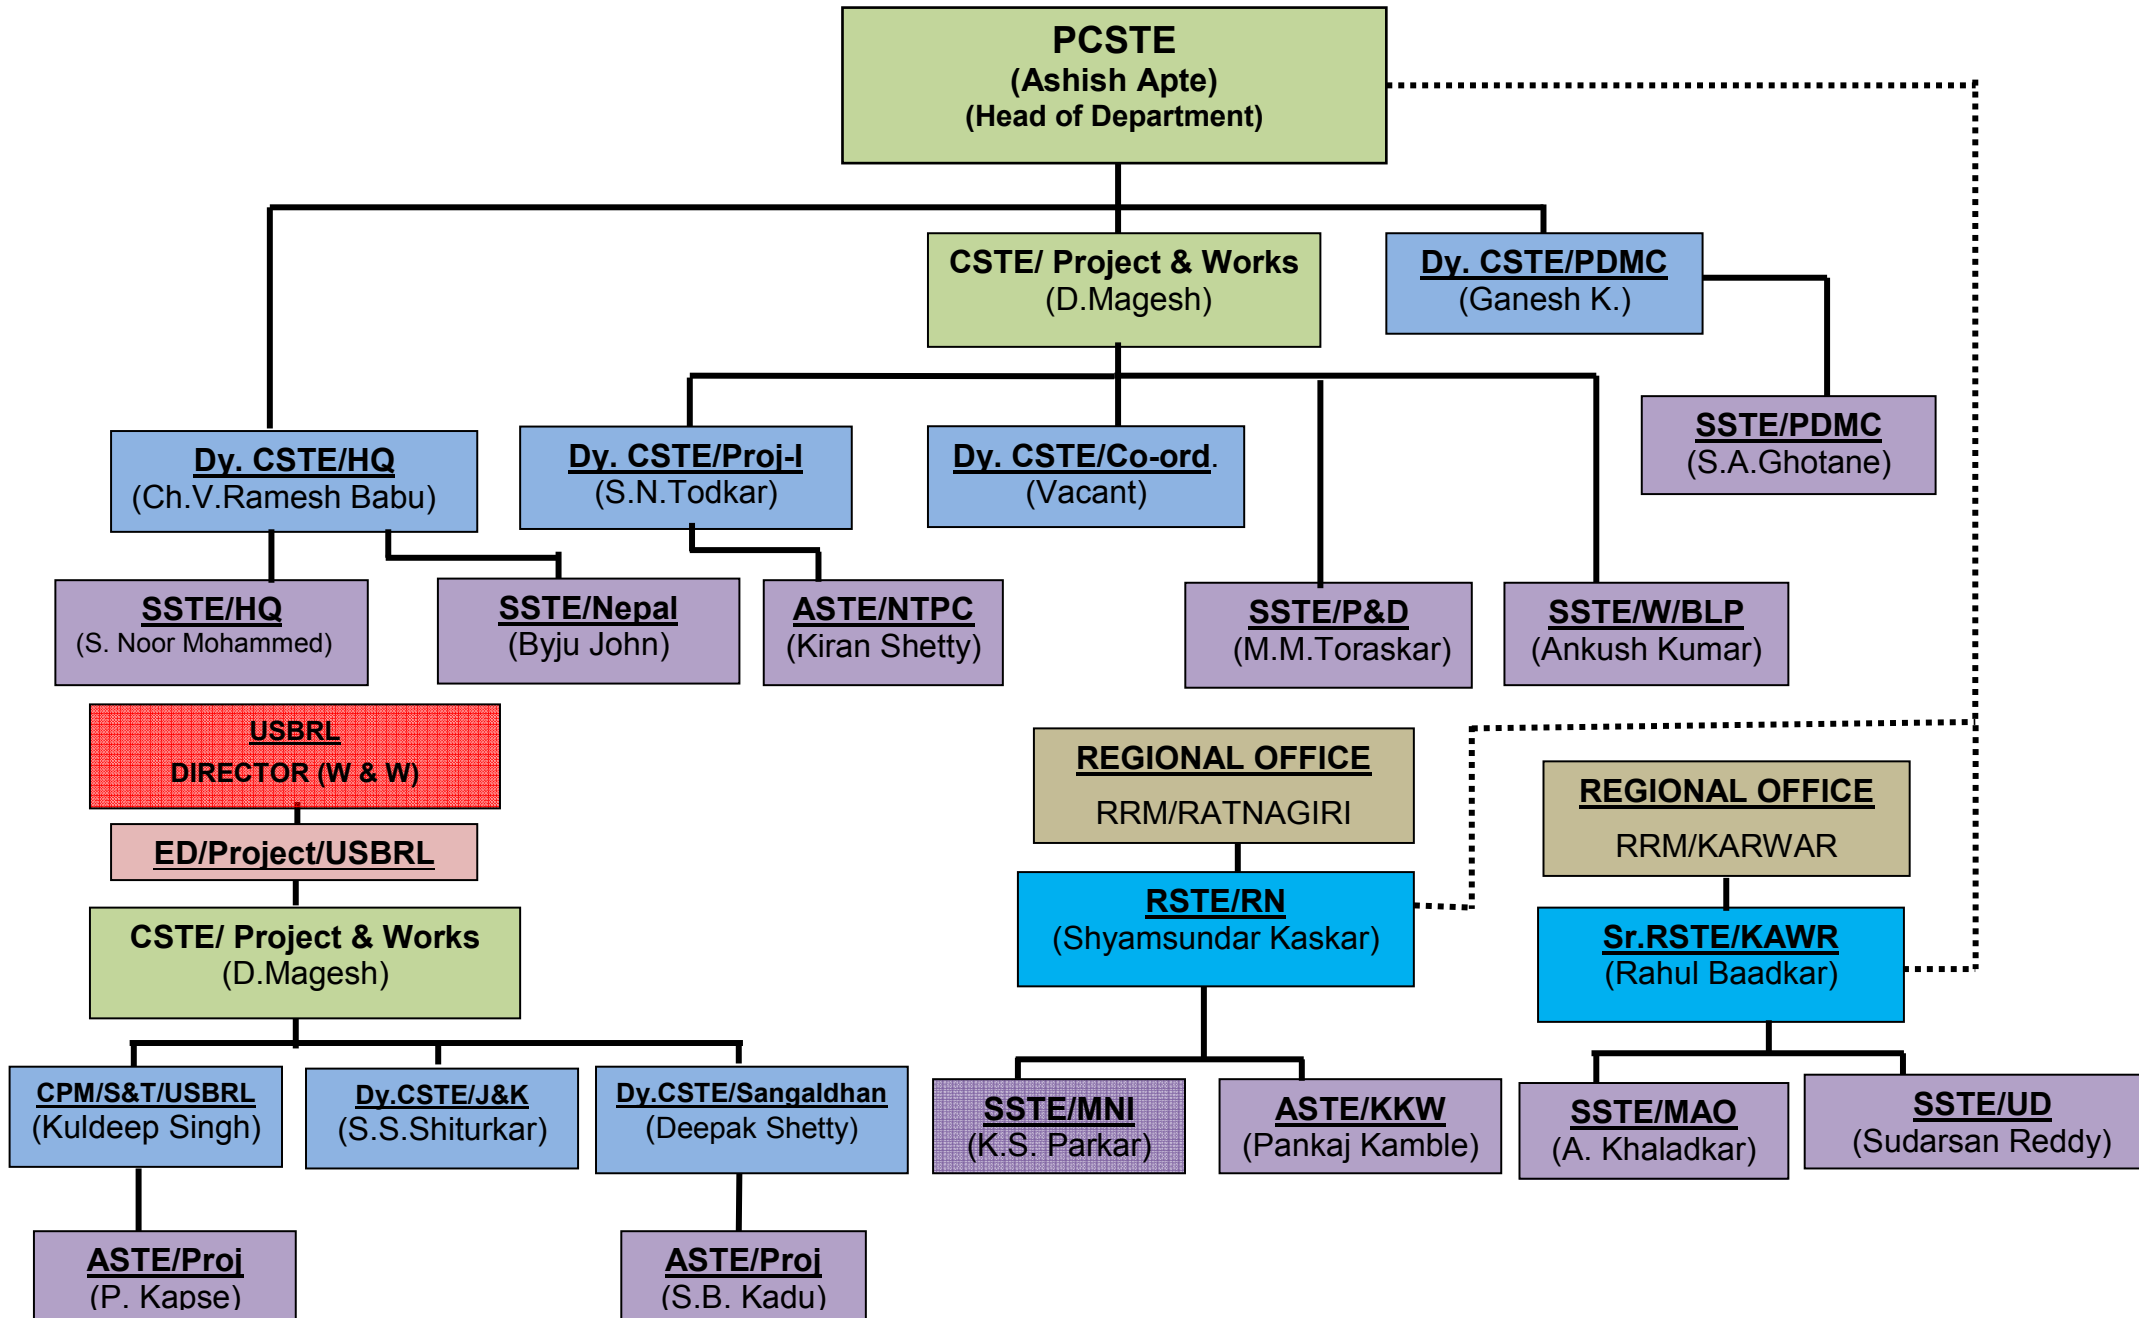 PCSTE
(Ashish Apte)
(Head of Department)
CSTE/ Project & Works
(D.Magesh)
Dy. CSTE/PDMC
(Ganesh K.)
SSTE/PDMC
(S.A.Ghotane)
Dy. CSTE/HQ
(Ch.V.Ramesh Babu)
Dy. CSTE/Proj-I
(S.N.Todkar)
Dy. CSTE/Co-ord.
(Vacant)
SSTE/HQ
(S. Noor Mohammed)
SSTE/Nepal
(Byju John)
ASTE/NTPC
(Kiran Shetty)
SSTE/P&D
(M.M.Toraskar)
SSTE/W/BLP
(Ankush Kumar)
USBRL
DIRECTOR (W & W)
ED/Project/USBRL
CSTE/ Project & Works
(D.Magesh)
CPM/S&T/USBRL
(Kuldeep Singh)
Dy.CSTE/J&K
(S.S.Shiturkar)
Dy.CSTE/Sangaldhan
(Deepak Shetty)
ASTE/Proj
(P. Kapse)
ASTE/Proj
(S.B. Kadu)
REGIONAL OFFICE
RRM/RATNAGIRI
RSTE/RN
(Shyamsundar Kaskar)
SSTE/MNI
(K.S. Parkar)
ASTE/KKW
(Pankaj Kamble)
REGIONAL OFFICE
RRM/KARWAR
Sr.RSTE/KAWR
(Rahul Baadkar)
SSTE/MAO
(A. Khaladkar)
SSTE/UD
(Sudarsan Reddy)